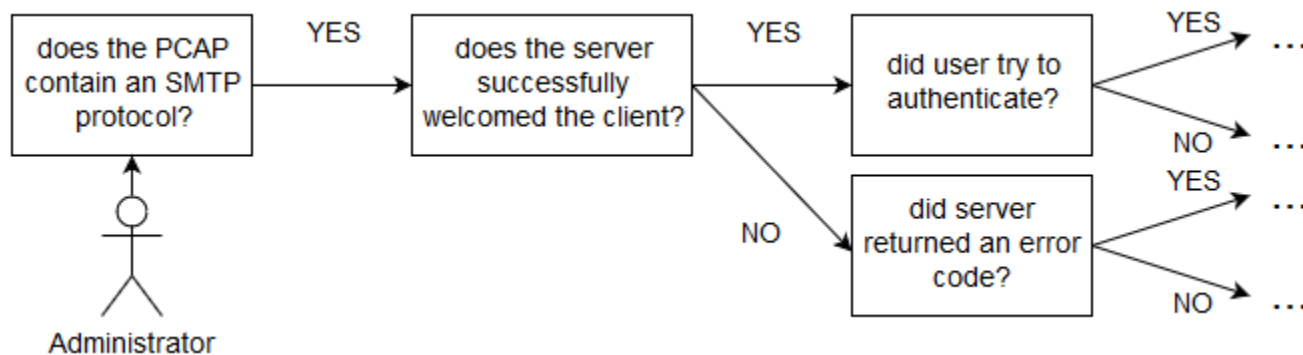 does the PCAP
contain an SMTP
protocol?
YES
does the server
successfully
welcomed the client?
YES
did user try to
authenticate?
YES
...
NO
...
NO
did server
returned an error
code?
YES
...
NO
...
Administrator